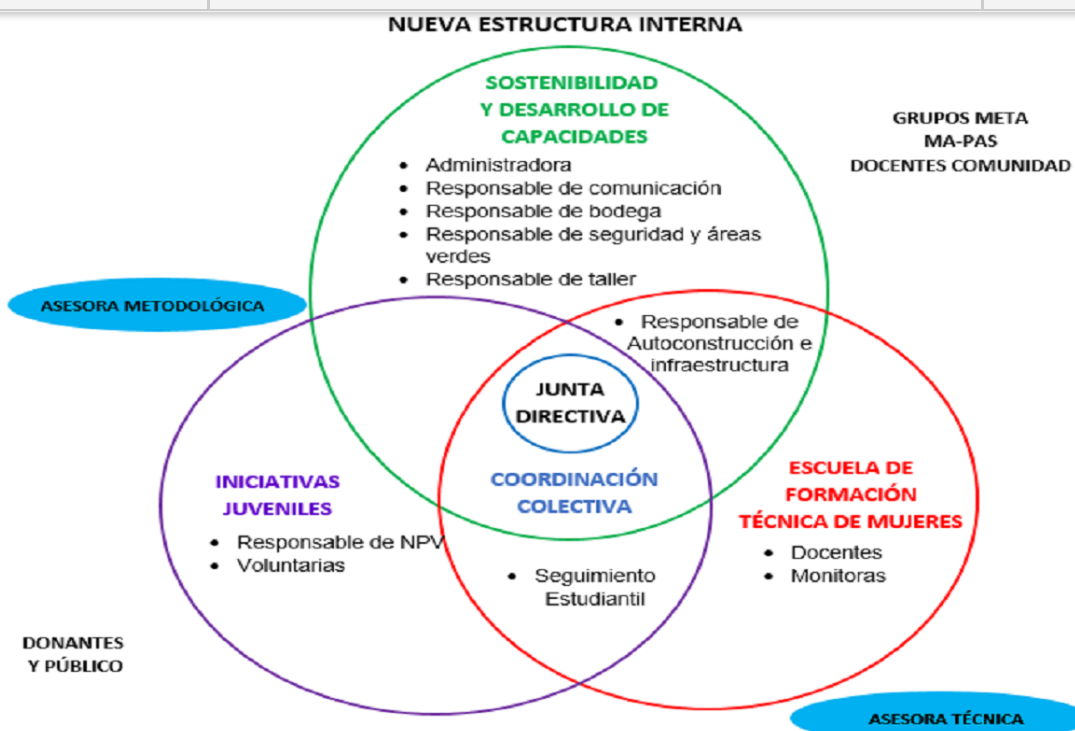 NUEVA ESTRUCTURA INTERNA
SOSTENIBILIDAD
Y DESARROLLO DE
CAPACIDADES
• Administradora
• Responsable de comunicación
• Responsable de bodega
• Responsable de seguridad y áreas
verdes
• Responsable de taller
GRUPOS META
MA-PAS
DOCENTES COMUNIDAD
ASESORA METODOLÓGICA
• Responsable de
Autoconstrucción e
infraestructura
JUNTA
DIRECTIVA
COORDINACIÓN
COLECTIVA
INICIATIVAS
JUVENILES
• Responsable de NPV
• Voluntarias
ESCUELA DE
FORMACIÓN
TÉCNICA DE MUJERES
• Docentes
• Monitoras
• Seguimiento
Estudiantil
DONANTES
Y PÚBLICO
ASESORA TÉCNICA